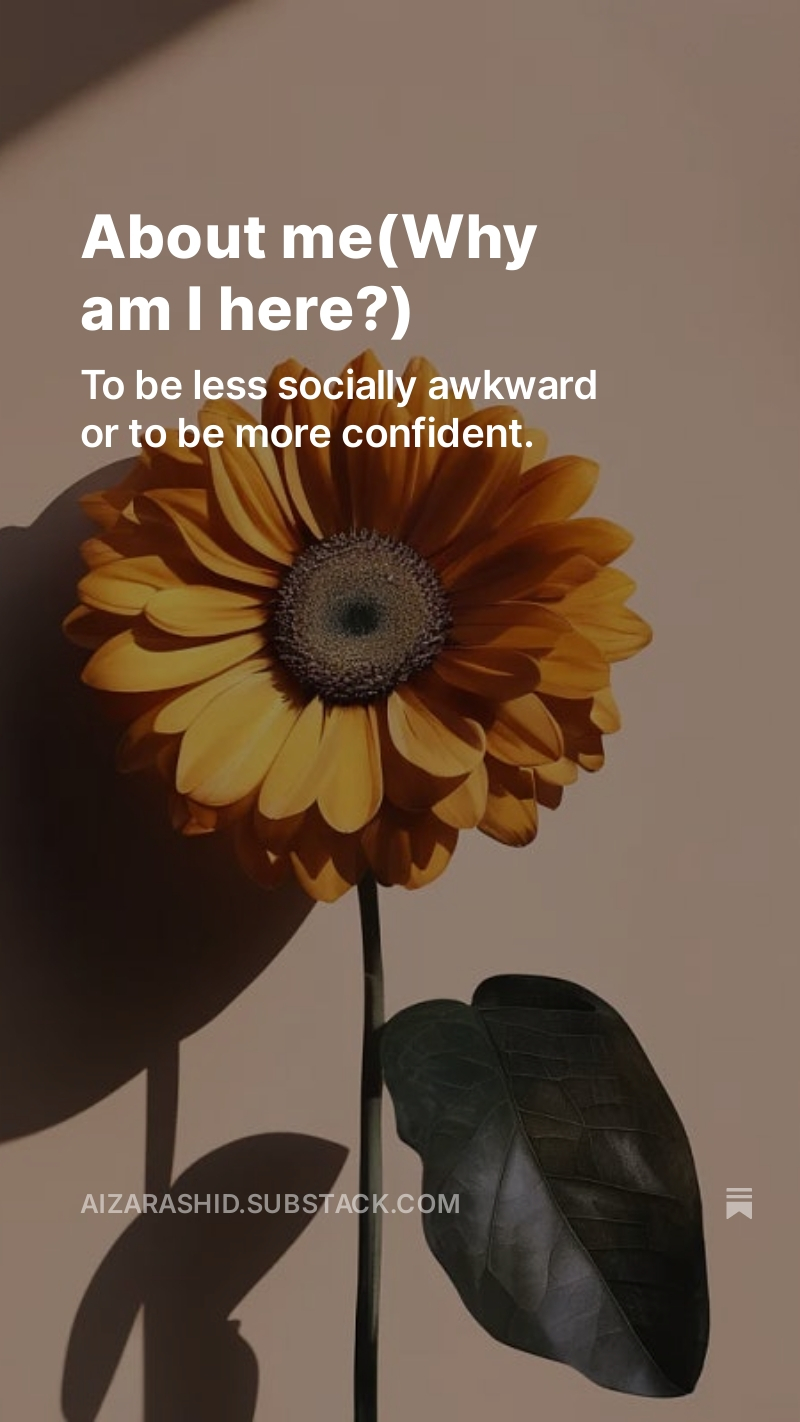 About me(Why
am I here?)
To be less socially awkward
or to be more confident.
AIZARASHID.SUBSTACK.COM